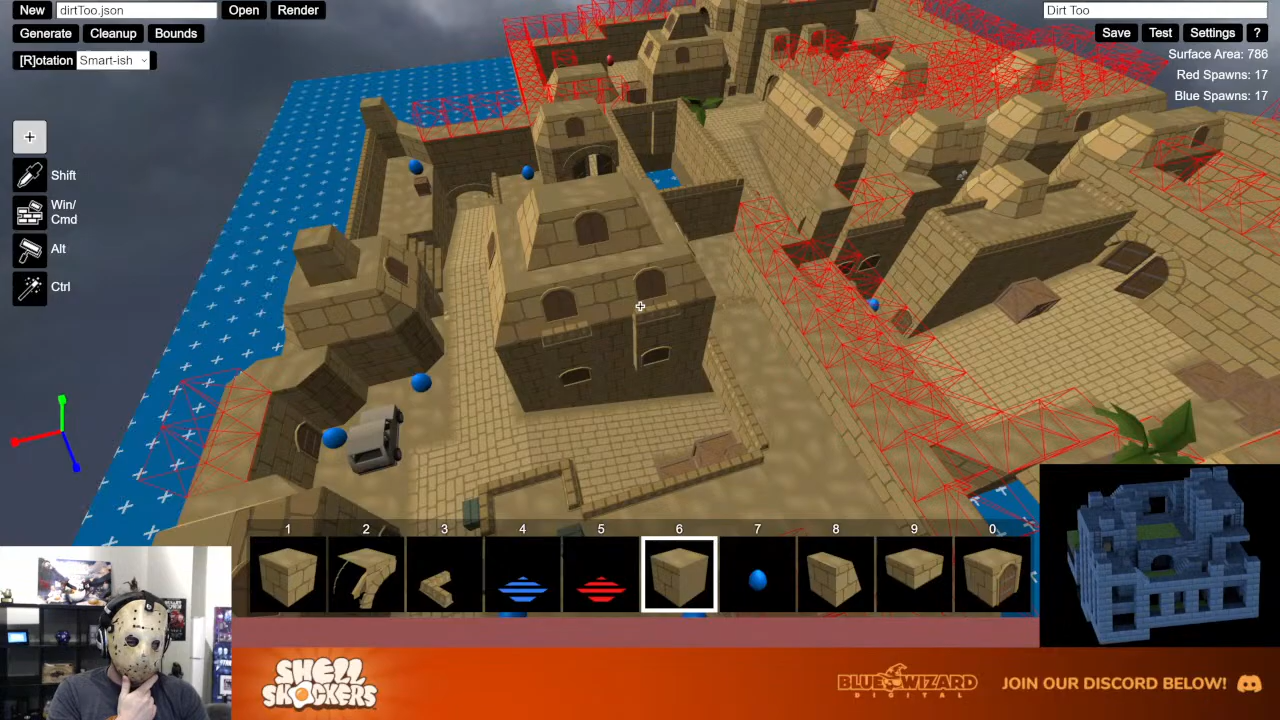 New dirtToo.json Open Render
Dirt Too
Generate Cleanup Bounds
Save Test Settings ?
[R]otation Smart-ish
Surface Area: 786
Red Spawns: 17
Blue Spawns: 17
+
Shift
Win/
Cmd
Alt
Ctrl
1 2 3 4 5 6 7 8 9 0
SHELL
SHOCKERS
BLUE WIZARD
DIGITAL
JOIN OUR DISCORD BELOW!